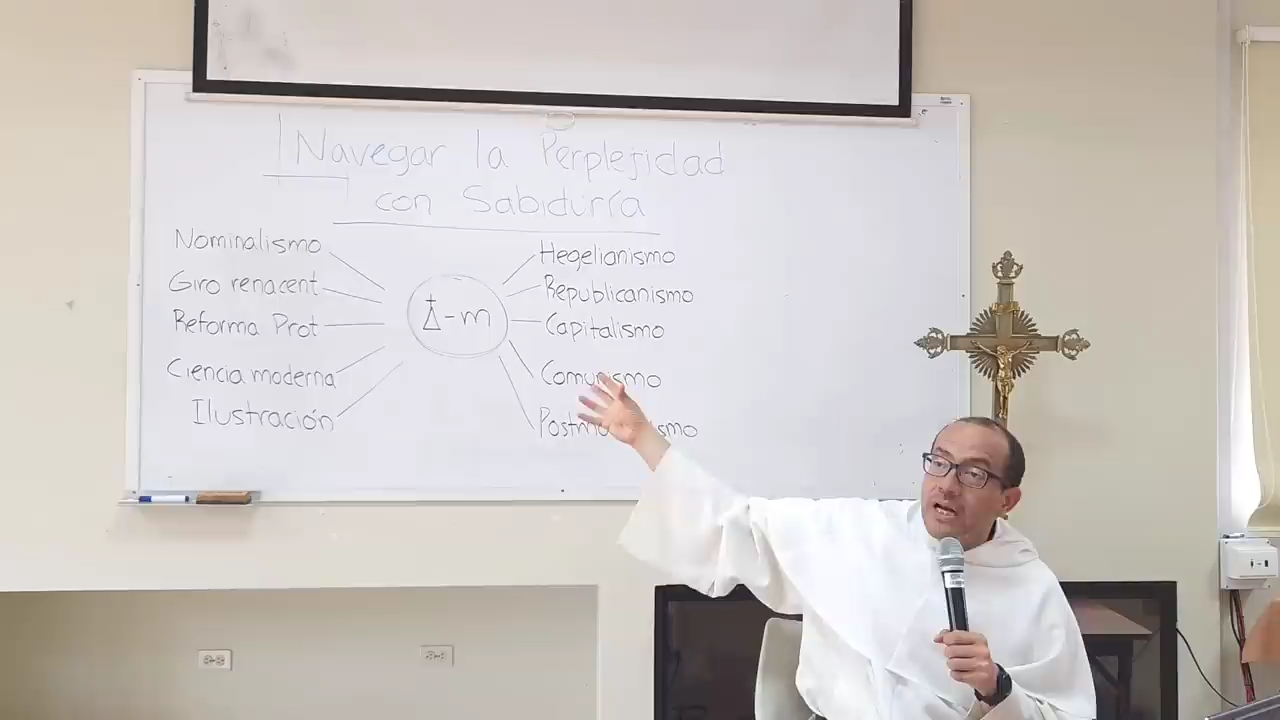 Navegar la Perplejidad
con Sabiduría
Nominalismo
Giro renacent
Reforma Prot
Ciencia moderna
Ilustración
Δ-m
Hegelianismo
Republicanismo
Capitalismo
Comunismo